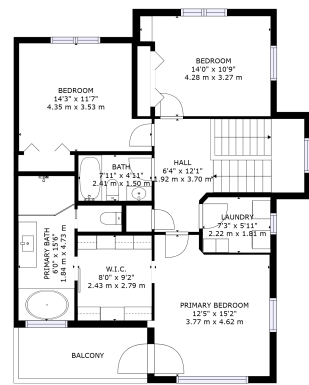 BEDROOM
14'0" x 10'9"
4.28 m x 3.27 m
BEDROOM
14'3" x 11'7"
4.35 m x 3.53 m
BATH
7'11" x 4'11"
2.41 m x 1.50 m
HALL
6'4" x 12'1"
1.92 m x 3.70 m
LAUNDRY
7'3" x 5'11"
2.22 m x 1.81 m
PRIMARY BATH
6'0" x 15'6"
1.84 m x 4.73 m
W.I.C.
8'0" x 9'2"
2.43 m x 2.79 m
PRIMARY BEDROOM
12'5" x 15'2"
3.77 m x 4.62 m
BALCONY